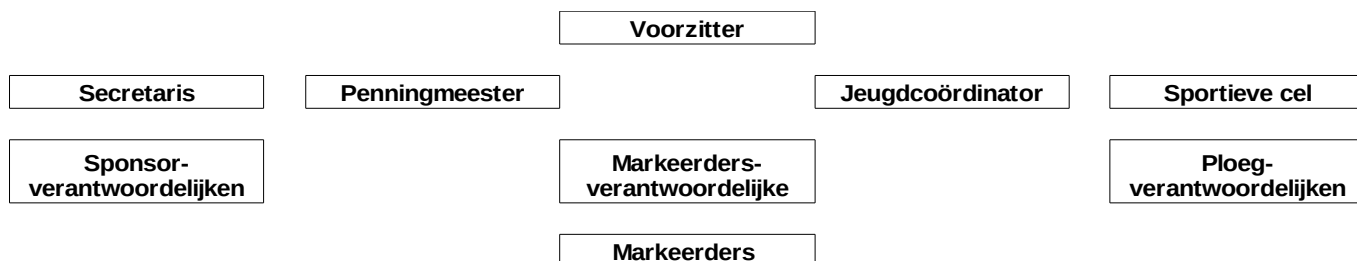 Voorzitter
Secretaris
Penningmeester
Jeugdcoördinator
Sportieve cel
Sponsor-
verantwoordelijken
Markeerders-
verantwoordelijke
Ploeg-
verantwoordelijken
Markeerders